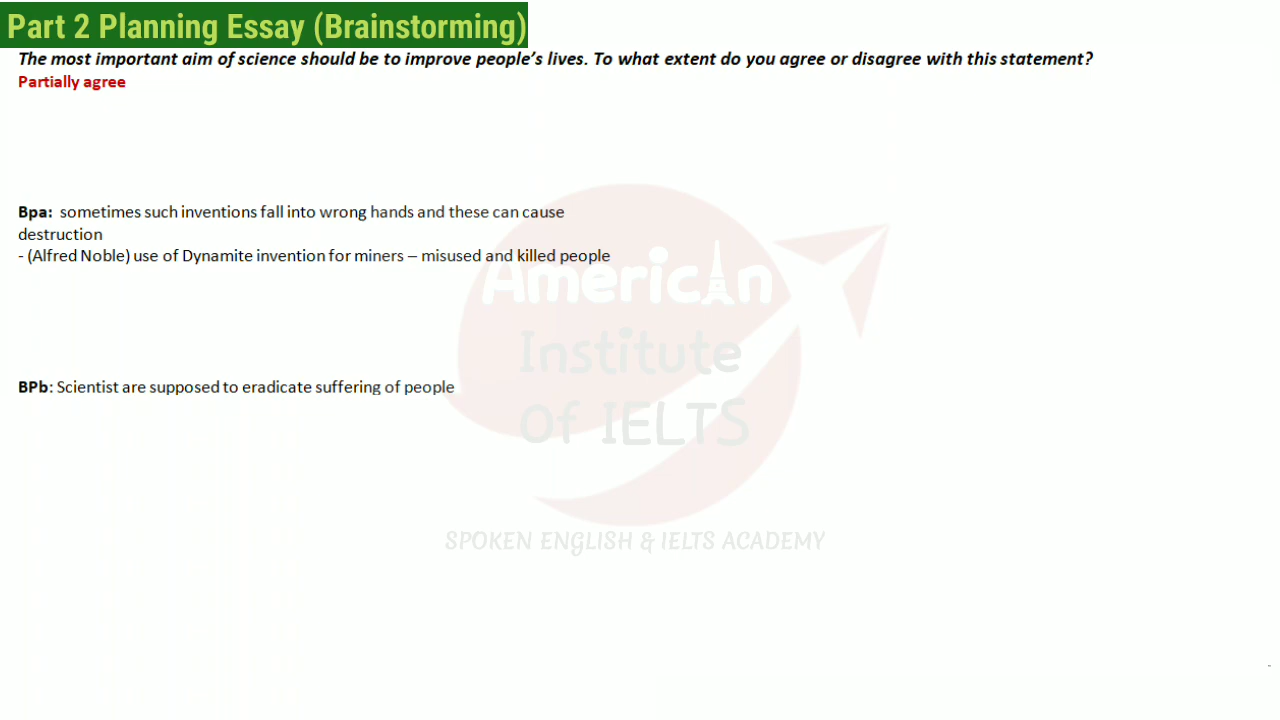 Part 2 Planning Essay (Brainstorming)
The most important aim of science should be to improve people's lives. To what extent do you agree or disagree with this statement?
Partially agree
Bpa: sometimes such inventions fall into wrong hands and these can cause
destruction
- (Alfred Noble) use of Dynamite invention for miners – misused and killed people
American
Institute
Of IELTS
BPb: Scientist are supposed to eradicate suffering of people
SPOKEN ENGLISH & IELTS ACADEMY